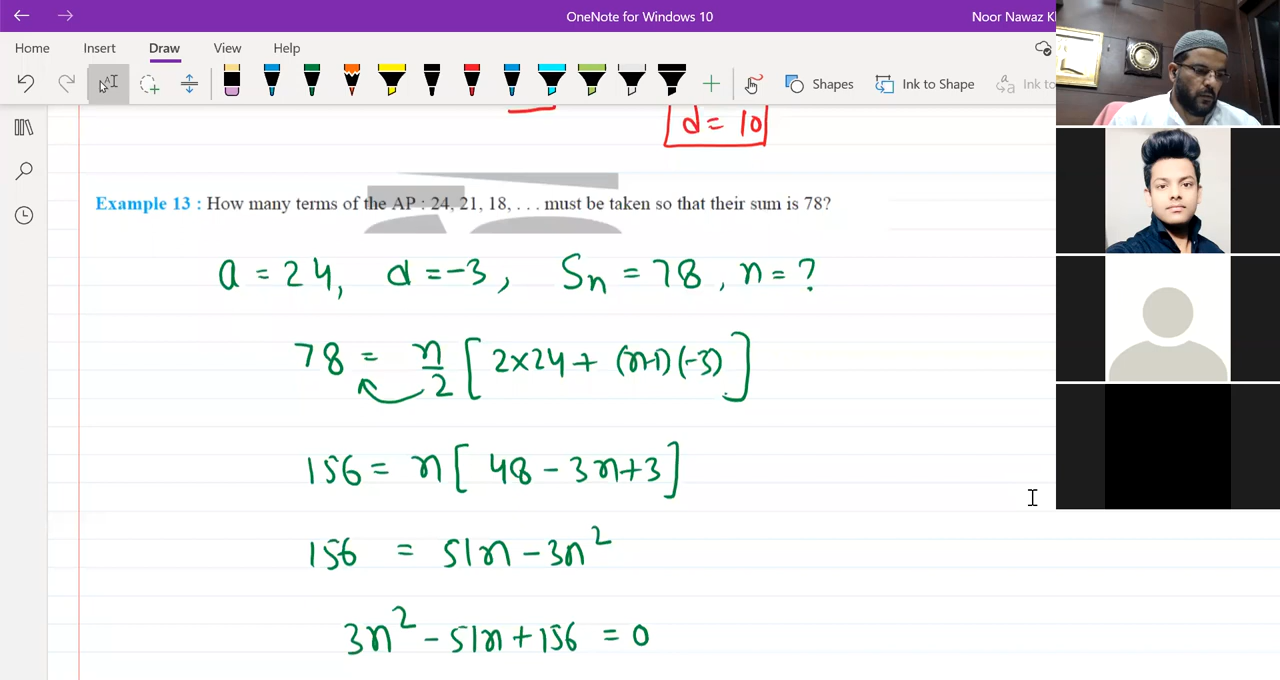 OneNote for Windows 10
Noor Nawaz K
Home Insert Draw View Help
Shapes Ink to Shape Ink to
d = 10
Example 13 : How many terms of the AP : 24, 21, 18, . . . must be taken so that their sum is 78?
a = 24, d = -3, Sn = 78, n = ?
78 = n/2 [ 2×24 + (n-1)(-3) ]
156 = n [ 48 - 3n + 3 ]
156 = 51n - 3n²
3n² - 51n + 156 = 0